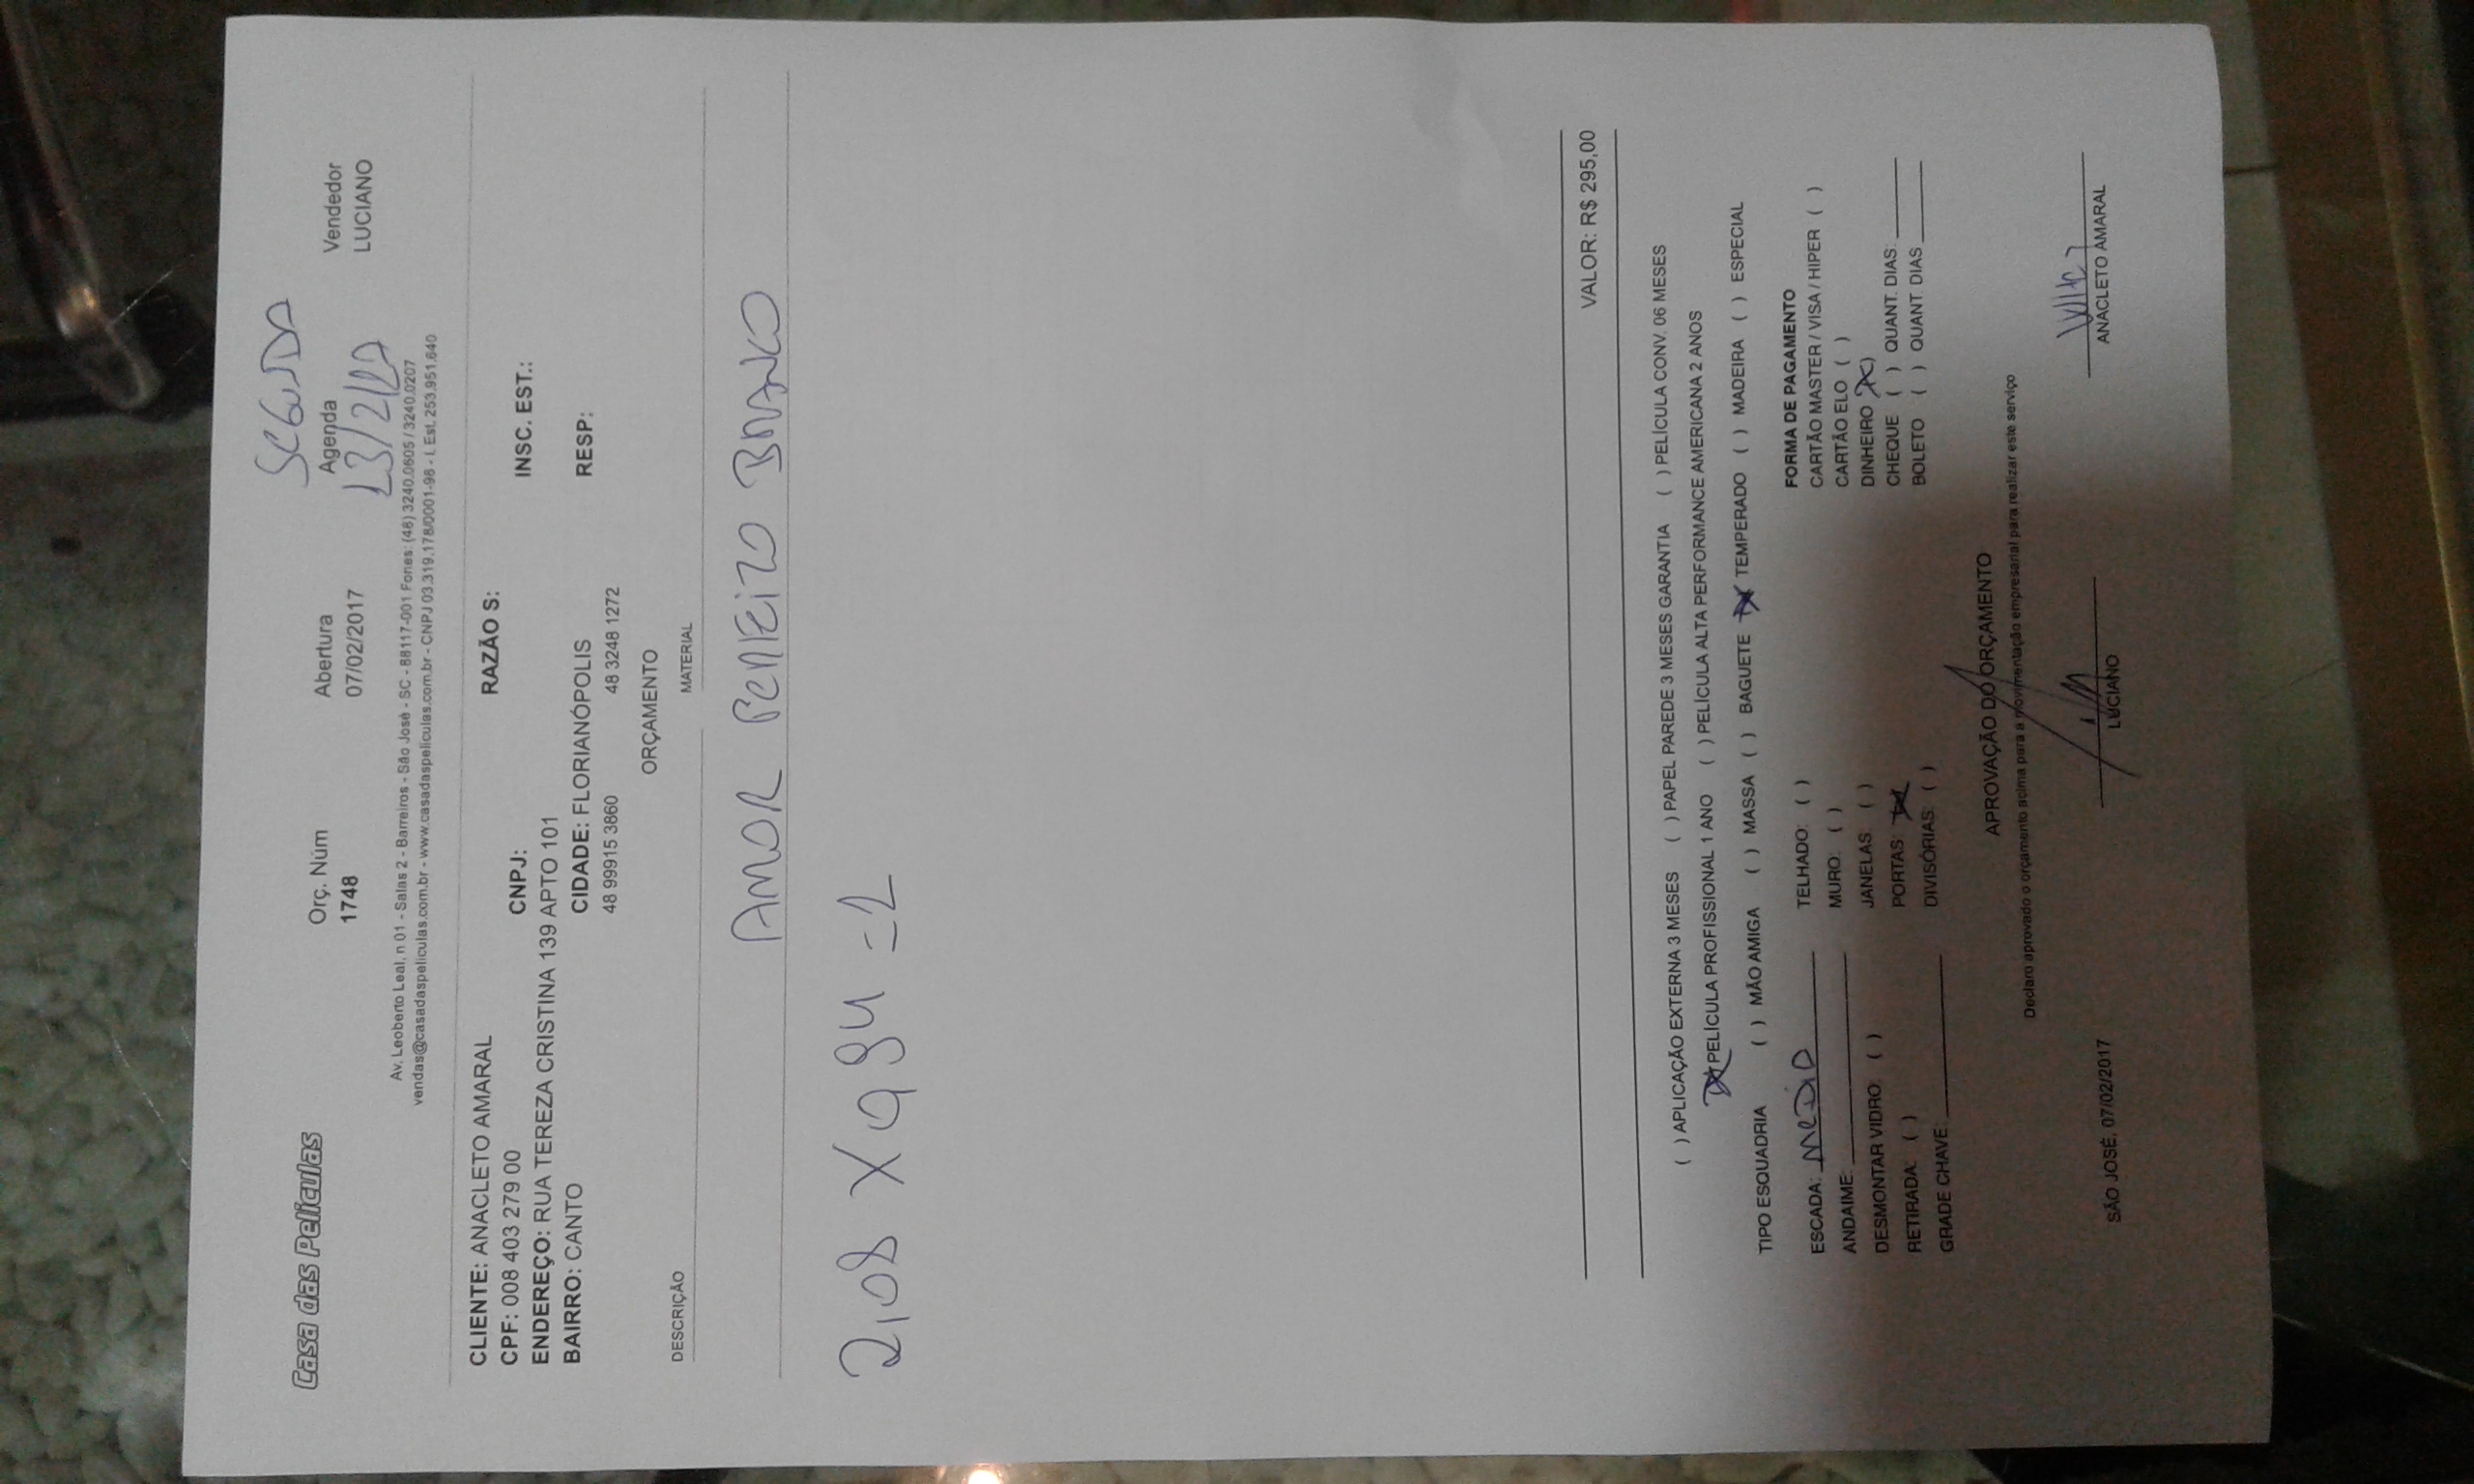 SEGUNDA
Casa das Películas
Orç. Núm Abertura Agenda Vendedor
1748 07/02/2017 13/2/17 LUCIANO
Av. Leoberto Leal, n 01 - Salas 2 - Barreiros - São José - SC - 88117-001 Fones: (48) 3240.0605 / 3240.0207
vendas@casadaspeliculas.com.br - www.casadaspeliculas.com.br - CNPJ 03.319.178/0001-98 - I. Est. 253.951.640
CLIENTE: ANACLETO AMARAL RAZÃO S:
CPF: 008 403 279 00 CNPJ: INSC. EST.:
ENDEREÇO: RUA TEREZA CRISTINA 139 APTO 101
BAIRRO: CANTO CIDADE: FLORIANÓPOLIS RESP:
48 99915 3860 48 3248 1272
ORÇAMENTO
DESCRIÇÃO MATERIAL
AMOR PERFEITO BRANCO
2,08 X 0,94 = 1
VALOR: R$ 295,00
( ) APLICAÇÃO EXTERNA 3 MESES ( ) PAPEL PAREDE 3 MESES GARANTIA ( ) PELÍCULA CONV. 06 MESES
(X) PELÍCULA PROFISSIONAL 1 ANO ( ) PELÍCULA ALTA PERFORMANCE AMERICANA 2 ANOS
TIPO ESQUADRIA ( ) MÃO AMIGA ( ) MASSA ( ) BAGUETE (X) TEMPERADO ( ) MADEIRA ( ) ESPECIAL
ESCADA: MEDIO TELHADO: ( )
ANDAIME: MURO: ( )
DESMONTAR VIDRO: ( ) JANELAS: ( )
RETIRADA: ( ) PORTAS: (X)
GRADE CHAVE: DIVISÓRIAS: ( )
FORMA DE PAGAMENTO
CARTÃO MASTER / VISA / HIPER ( )
CARTÃO ELO ( )
DINHEIRO (X)
CHEQUE ( ) QUANT. DIAS:
BOLETO ( ) QUANT DIAS
APROVAÇÃO DO ORÇAMENTO
Declaro aprovado o orçamento acima para a movimentação empresarial para realizar este serviço
SÃO JOSÉ, 07/02/2017 LUCIANO ANACLETO AMARAL